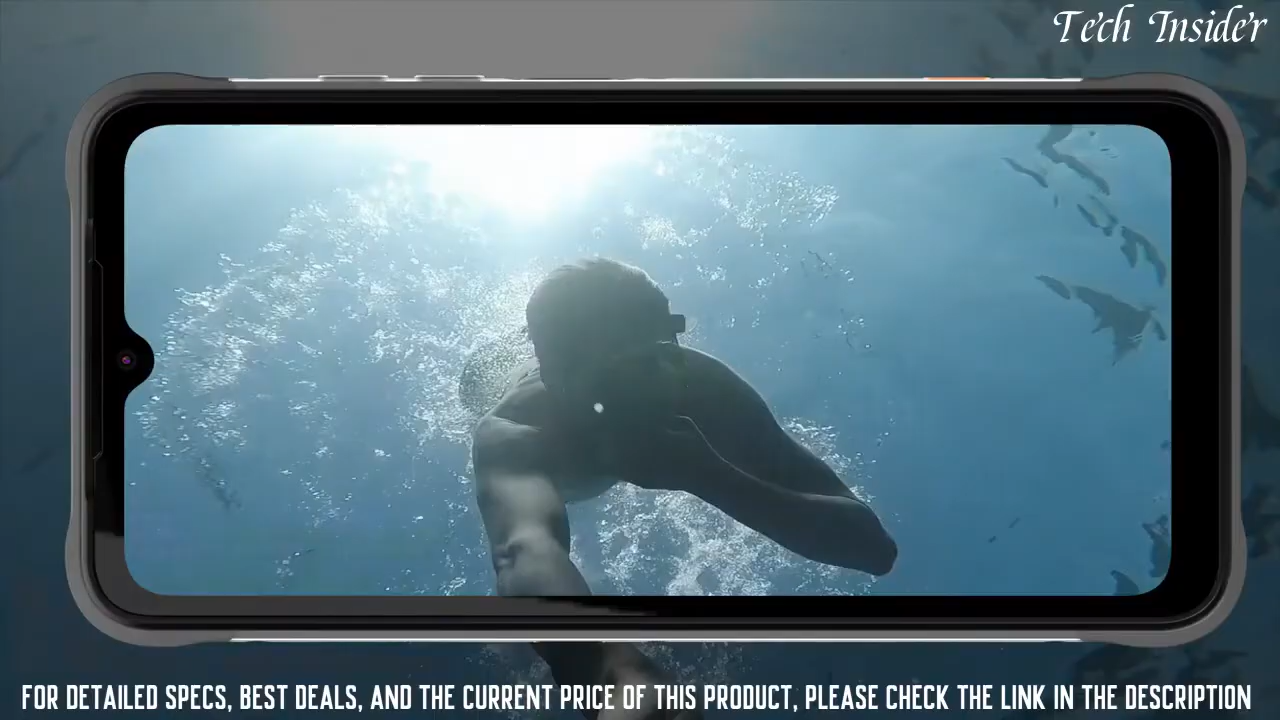 Tech Insider
FOR DETAILED SPECS, BEST DEALS, AND THE CURRENT PRICE OF THIS PRODUCT, PLEASE CHECK THE LINK IN THE DESCRIPTION